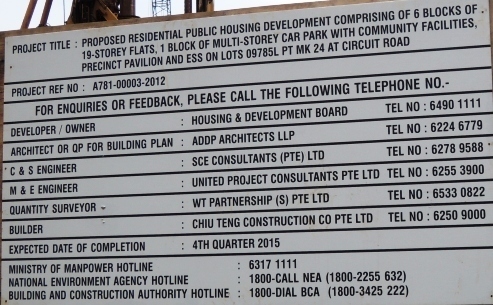 PROJECT TITLE : PROPOSED RESIDENTIAL PUBLIC HOUSING DEVELOPMENT COMPRISING OF 6 BLOCKS OF
19-STOREY FLATS, 1 BLOCK OF MULTI-STOREY CAR PARK WITH COMMUNITY FACILITIES,
PRECINCT PAVILION AND ESS ON LOTS 09785L PT MK 24 AT CIRCUIT ROAD
PROJECT REF NO : A781-00003-2012
FOR ENQUIRIES OR FEEDBACK, PLEASE CALL THE FOLLOWING TELEPHONE NO.-
DEVELOPER / OWNER : HOUSING & DEVELOPMENT BOARD TEL NO : 6490 1111
ARCHITECT OR QP FOR BUILDING PLAN : ADDP ARCHITECTS LLP TEL NO : 6224 6779
C & S ENGINEER : SCE CONSULTANTS (PTE) LTD TEL NO : 6278 9588
M & E ENGINEER : UNITED PROJECT CONSULTANTS PTE LTD TEL NO : 6255 3900
QUANTITY SURVEYOR : WT PARTNERSHIP (S) PTE LTD TEL NO : 6533 0822
BUILDER : CHIU TENG CONSTRUCTION CO PTE LTD TEL NO : 6250 9000
EXPECTED DATE OF COMPLETION : 4TH QUARTER 2015
MINISTRY OF MANPOWER HOTLINE : 6317 1111
NATIONAL ENVIRONMENT AGENCY HOTLINE : 1800-CALL NEA (1800-2255 632)
BUILDING AND CONSTRUCTION AUTHORITY HOTLINE : 1800-DIAL BCA (1800-3425 222)